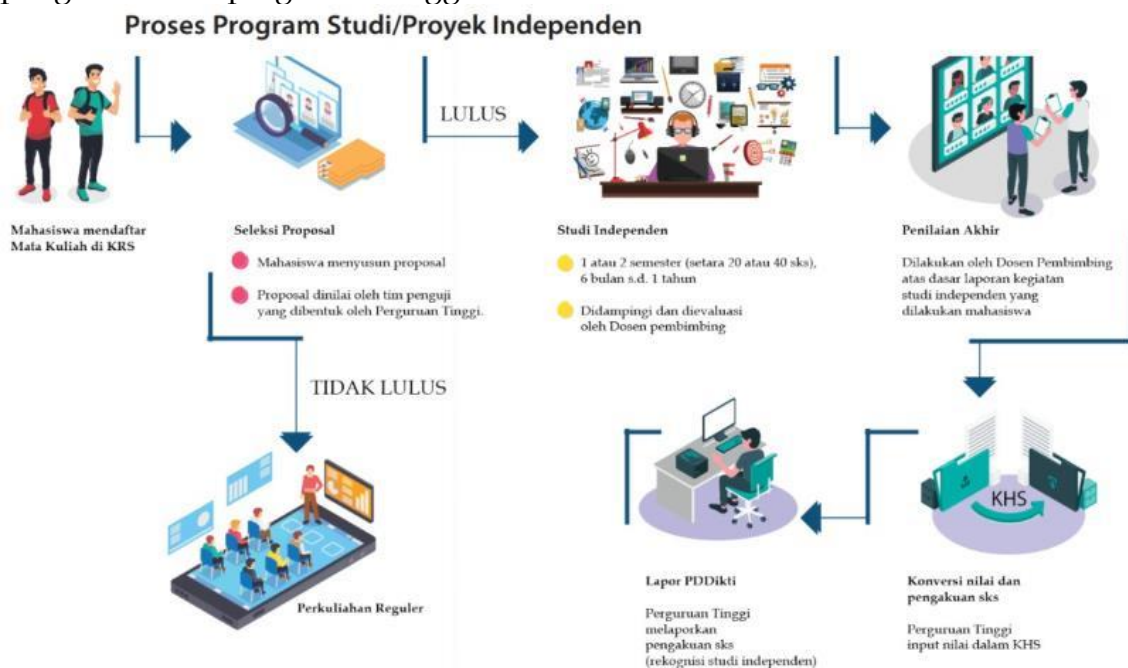 Proses Program Studi/Proyek Independen
LULUS
Mahasiswa mendaftar
Mata Kuliah di KRS
Seleksi Proposal
Mahasiswa menyusun proposal
Proposal dinilai oleh tim penguji
yang dibentuk oleh Perguruan Tinggi.
Studi Independen
1 atau 2 semester (setara 20 atau 40 sks),
6 bulan s.d. 1 tahun
Didampingi dan dievaluasi
oleh Dosen pembimbing
Penilaian Akhir
Dilakukan oleh Dosen Pembimbing
atas dasar laporan kegiatan
studi independen yang
dilakukan mahasiswa
TIDAK LULUS
Perkuliahan Reguler
KHS
Lapor PDDikti
Perguruan Tinggi
melaporkan
pengakuan sks
(rekognisi studi independen)
Konversi nilai dan
pengakuan sks
Perguruan Tinggi
input nilai dalam KHS